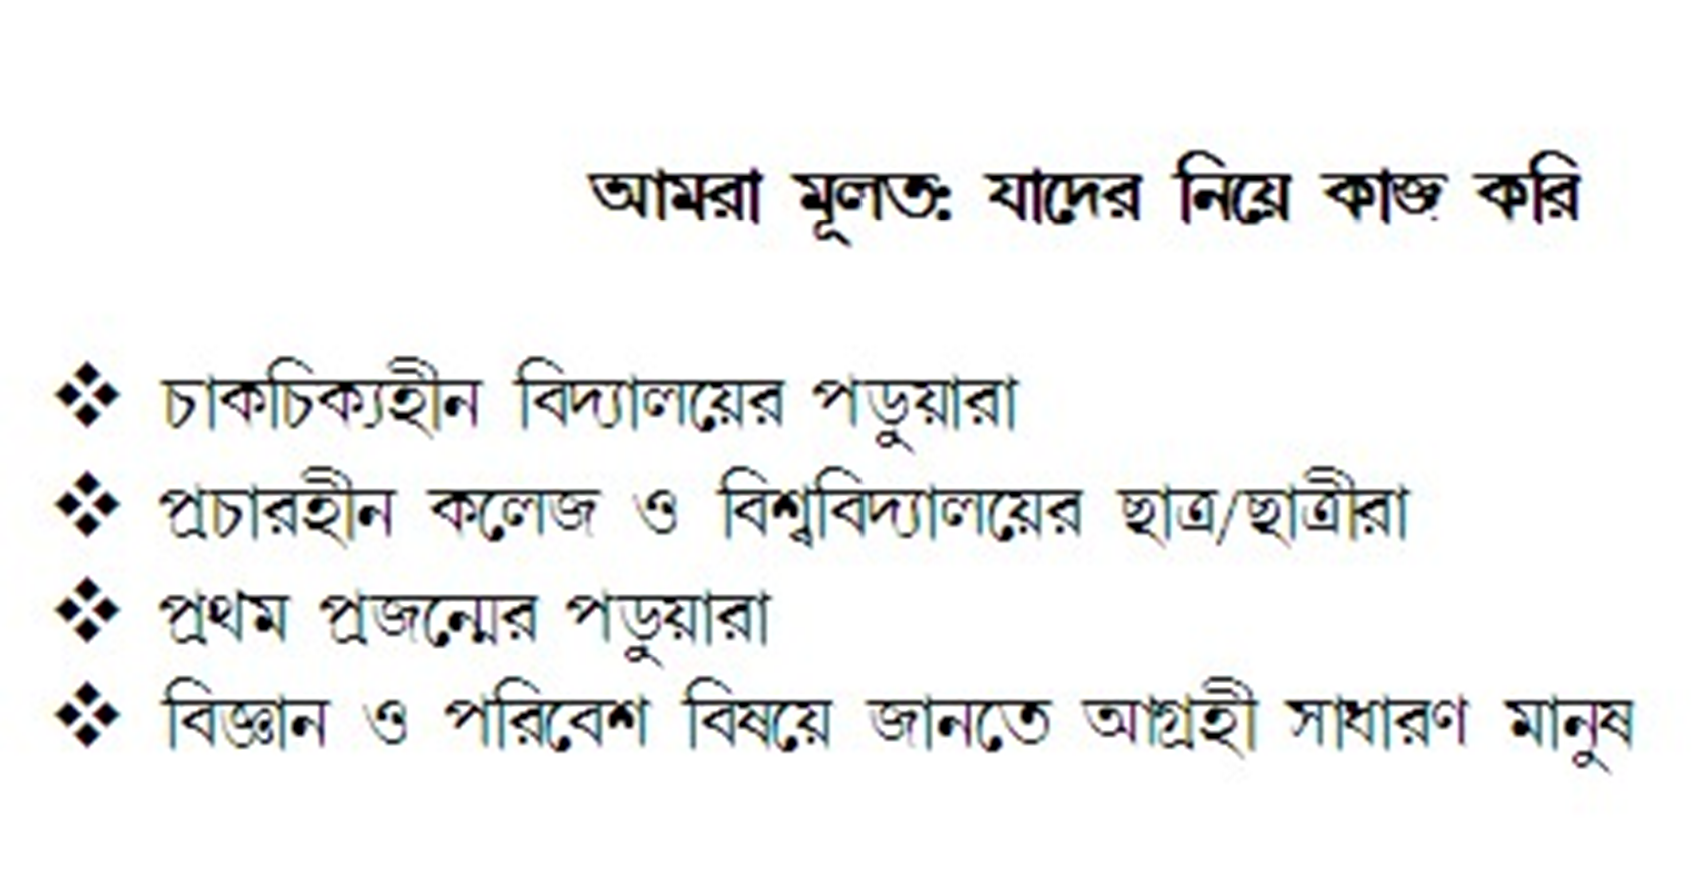 আমরা মূলত: যাদের নিয়ে কাজ করি
❖ চাকচিক্যহীন বিদ্যালয়ের পড়ুয়ারা
❖ প্রচারহীন কলেজ ও বিশ্ববিদ্যালয়ের ছাত্র/ছাত্রীরা
❖ প্রথম প্রজন্মের পড়ুয়ারা
❖ বিজ্ঞান ও পরিবেশ বিষয়ে জানতে আগ্রহী সাধারণ মানুষ